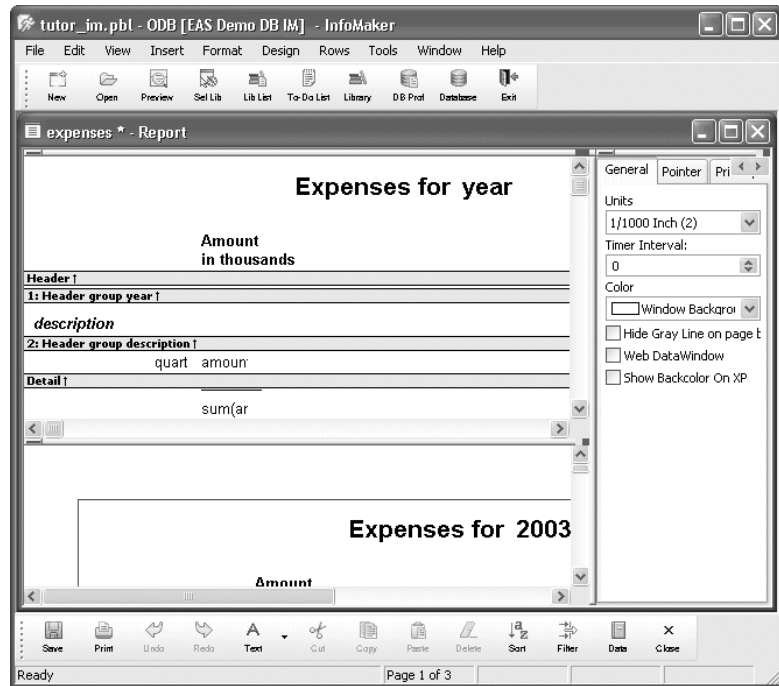 tutor_im.pbl - ODB [EAS Demo DB IM] - InfoMaker
File Edit View Insert Format Design Rows Tools Window Help
New Open Preview Sel Lib Lib List To-Do List Library DB Prof Database Exit
expenses * - Report
Expenses for year
Amount
in thousands
Header ↑
1: Header group year ↑
description
2: Header group description ↑
quart amoun
Detail ↑
sum(ar
General Pointer Pri
Units
1/1000 Inch (2)
Timer Interval:
0
Color
Window Backgrou
Hide Gray Line on page b
Web DataWindow
Show Backcolor On XP
Expenses for 2003
Amount
Save Print Undo Redo Text Cut Copy Paste Delete Sort Filter Data Close
Ready Page 1 of 3